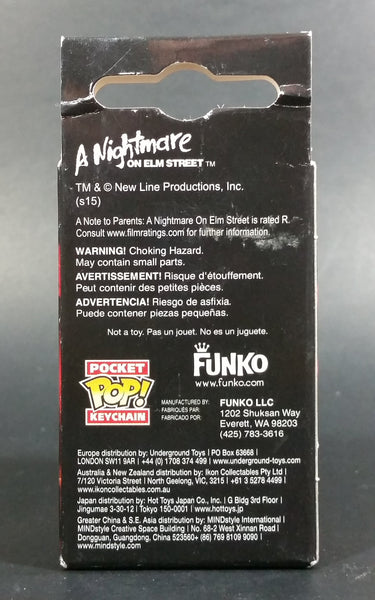 A Nightmare
ON ELM STREET™
TM & © New Line Productions, Inc.
(s15)
A Note to Parents: A Nightmare On Elm Street is rated R.
Consult www.filmratings.com for further information.
WARNING! Choking Hazard.
May contain small parts.
AVERTISSEMENT! Risque d'étouffement.
Peut contenir des petites pièces.
ADVERTENCIA! Riesgo de asfixia.
Puede contener piezas pequeñas.
Not a toy. Pas un jouet. No es un juguete.
POCKET
POP!
KEYCHAIN
FUNKO
www.funko.com
MANUFACTURED BY:
FABRIQUÉS PAR:
FABRICADO POR:
FUNKO LLC
1202 Shuksan Way
Everett, WA 98203
(425) 783-3616
Europe distribution by: Underground Toys | PO Box 63668 |
LONDON SW11 9AR | +44 (0) 1708 374 499 | www.underground-toys.com
Australia & New Zealand distribution by: Ikon Collectables Pty Ltd |
7/120 Victoria Street | North Geelong, VIC, 3215 | +61 3 5278 4499 |
www.ikoncollectables.com.au
Japan distribution by: Hot Toys Japan Co., Inc. | G Bldg 3rd Floor |
Jingumae 3-30-12 | Tokyo 150-0001 | www.hottoys.jp
Greater China & S.E. Asia distribution by: MINDstyle International |
MINDstyle Creative Space Building | No. 68-2 West Xinnan Road |
Dongguan, Guangdong, China 523560+ (86) 769 8109 9090 |
www.mindstyle.com